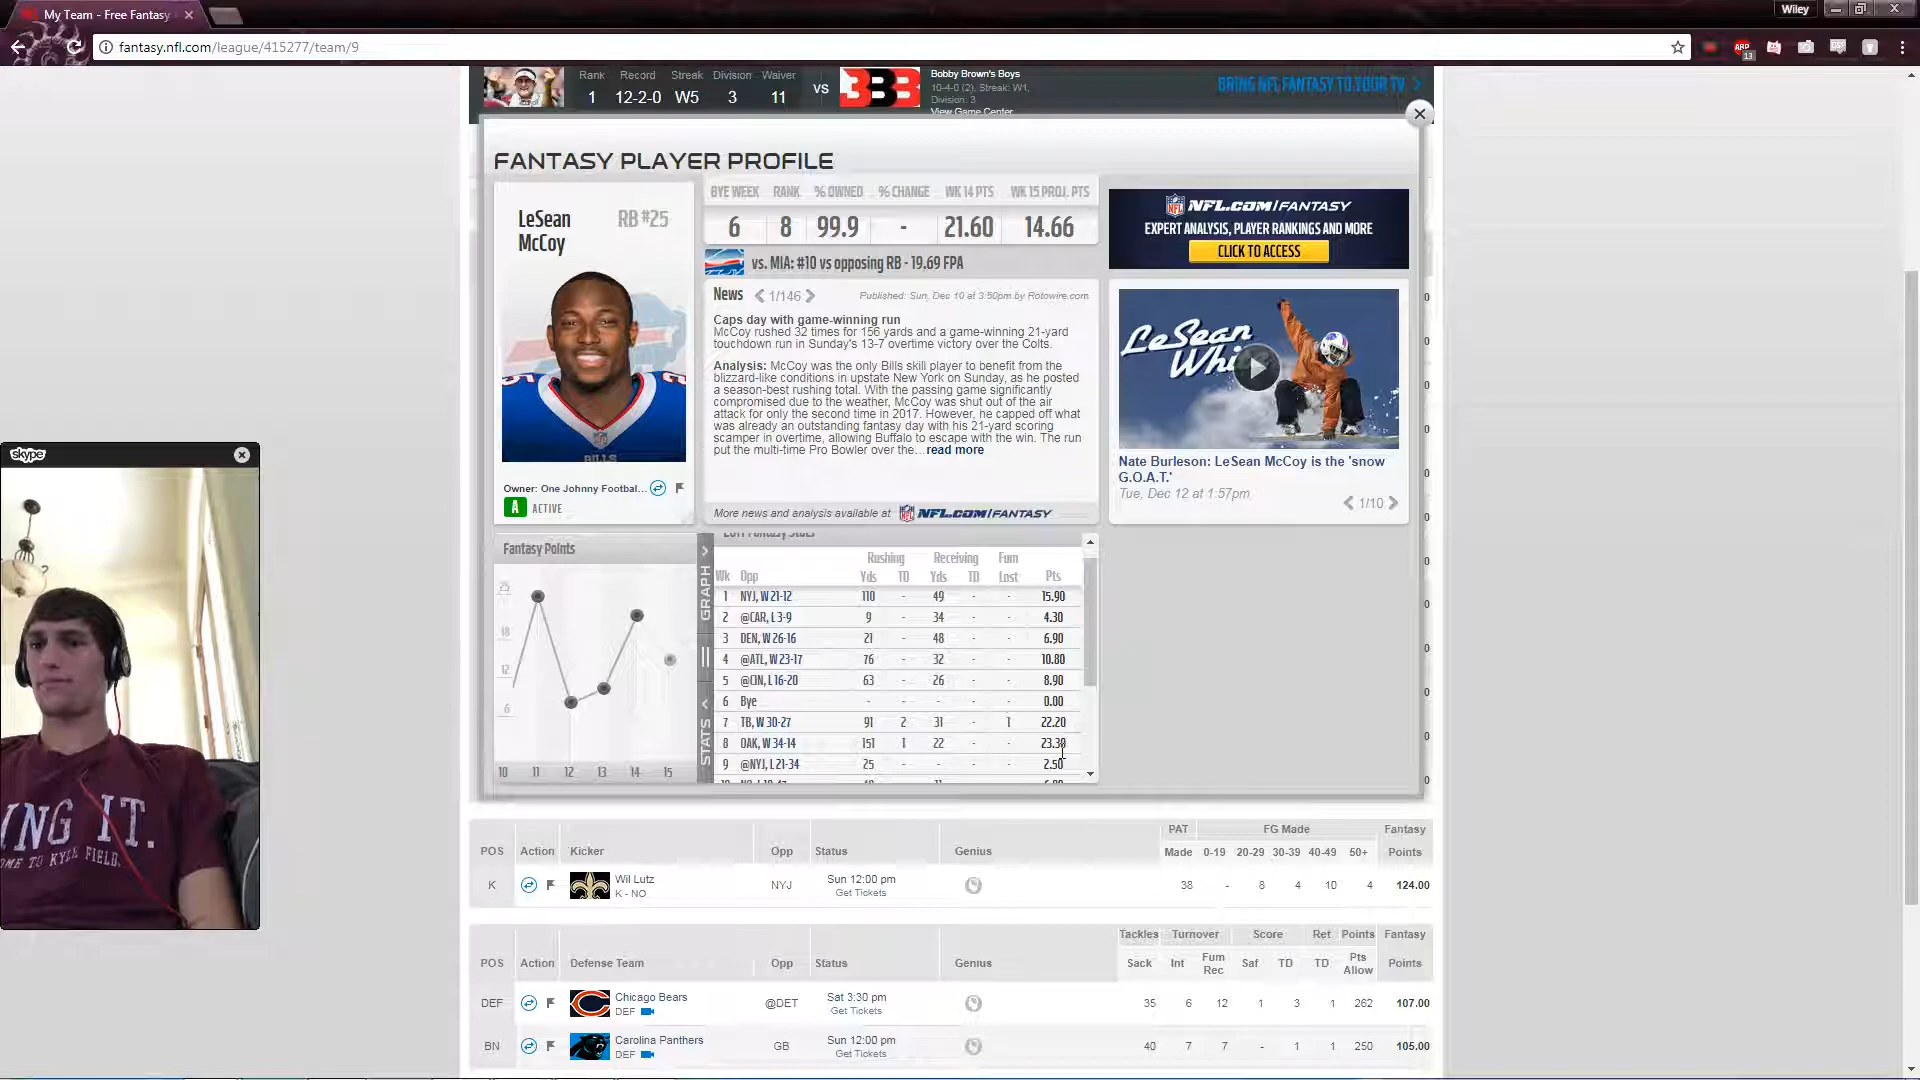 My Team - Free Fantasy
Wiley
fantasy.nfl.com/league/415277/team/9
ABP
13
Rank Record Streak Division Waiver
1 12-2-0 W5 3 11
VS
BBB
Bobby Brown's Boys
10-4-0 (2), Streak: W1,
Division: 3
View Game Center
BRING NFL FANTASY TO YOUR TV
FANTASY PLAYER PROFILE
LeSean
McCoy
RB #25
BYE WEEK RANK % OWNED % CHANGE WK 14 PTS WK 15 PROJ. PTS
6 8 99.9 - 21.60 14.66
vs. MIA: #10 vs opposing RB - 19.69 FPA
NFL.COM/FANTASY
EXPERT ANALYSIS, PLAYER RANKINGS AND MORE
CLICK TO ACCESS
News 1/146 Published: Sun, Dec 10 at 3:50pm by Rotowire.com
Caps day with game-winning run
McCoy rushed 32 times for 156 yards and a game-winning 21-yard
touchdown run in Sunday's 13-7 overtime victory over the Colts.
Analysis: McCoy was the only Bills skill player to benefit from the
blizzard-like conditions in upstate New York on Sunday, as he posted
a season-best rushing total. With the passing game significantly
compromised due to the weather, McCoy was shut out of the air
attack for only the second time in 2017. However, he capped off what
was already an outstanding fantasy day with his 21-yard scoring
scamper in overtime, allowing Buffalo to escape with the win. The run
put the multi-time Pro Bowler over the... read more
More news and analysis available at NFL.COM/FANTASY
BILLS
Owner: One Johnny Footbal...
A ACTIVE
LeSean
Nate Burleson: LeSean McCoy is the 'snow
G.O.A.T.'
Tue, Dec 12 at 1:57pm
1/10
skype
Fantasy Points
18
12
6
10 11 12 13 14 15
GRAPH
STATS
Fantasy Stats
Rushing Receiving Fum
Wk Opp Yds TD Yds TD Lost Pts
1 NYJ, W 21-12 110 - 49 - - 15.90
2 @CAR, L 3-9 9 - 34 - - 4.30
3 DEN, W 26-16 21 - 48 - - 6.90
4 @ATL, W 23-17 76 - 32 - - 10.80
5 @CIN, L 16-20 63 - 26 - - 8.90
6 Bye - - - - - 0.00
7 TB, W 30-27 91 2 31 - 1 22.20
8 OAK, W 34-14 151 1 22 - - 23.30
9 @NYJ, L 21-34 25 - - - - 2.50
PAT FG Made Fantasy
POS Action Kicker Opp Status Genius Made 0-19 20-29 30-39 40-49 50+ Points
K Wil Lutz NYJ Sun 12:00 pm 38 - 8 4 10 4 124.00
K - NO Get Tickets
Tackles Turnover Score Ret Points Fantasy
POS Action Defense Team Opp Status Genius Sack Int Fum Rec Saf TD TD Pts Allow Points
DEF Chicago Bears @DET Sat 3:30 pm 35 6 12 1 3 1 262 107.00
DEF Get Tickets
BN Carolina Panthers GB Sun 12:00 pm 40 7 7 - 1 1 250 105.00
DEF Get Tickets
ING IT.
OME TO KYLE FIELD.